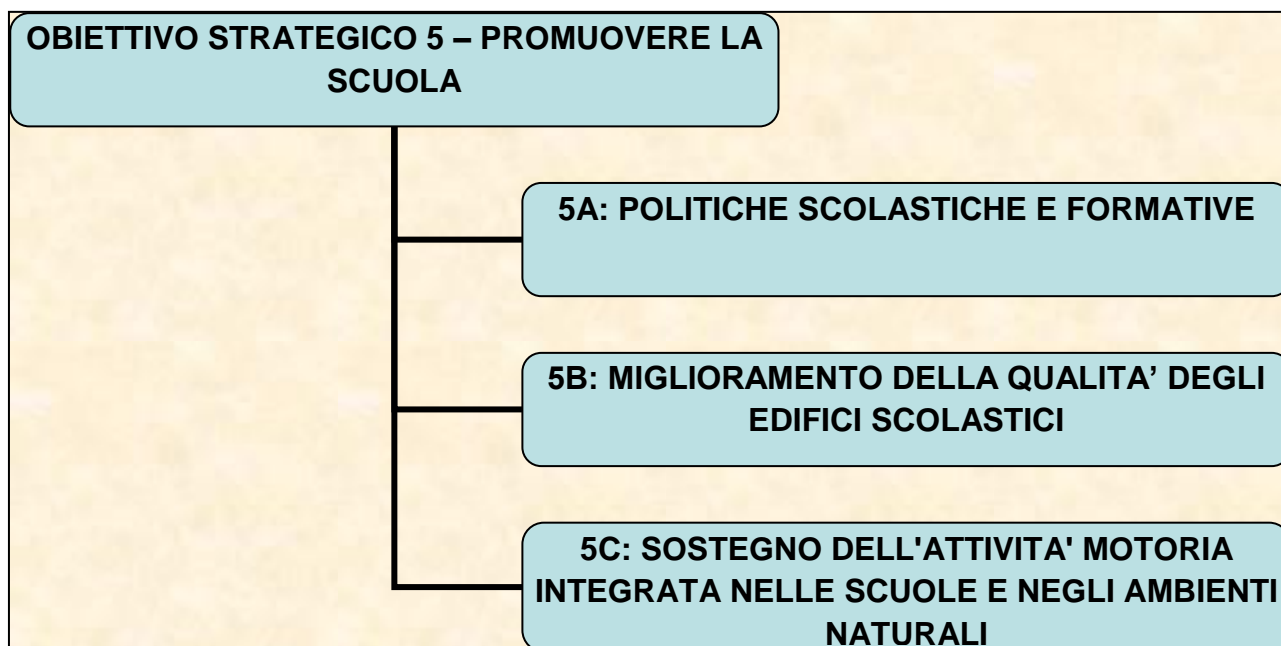 OBIETTIVO STRATEGICO 5 – PROMUOVERE LA
SCUOLA
5A: POLITICHE SCOLASTICHE E FORMATIVE
5B: MIGLIORAMENTO DELLA QUALITA’ DEGLI
EDIFICI SCOLASTICI
5C: SOSTEGNO DELL'ATTIVITA' MOTORIA
INTEGRATA NELLE SCUOLE E NEGLI AMBIENTI
NATURALI